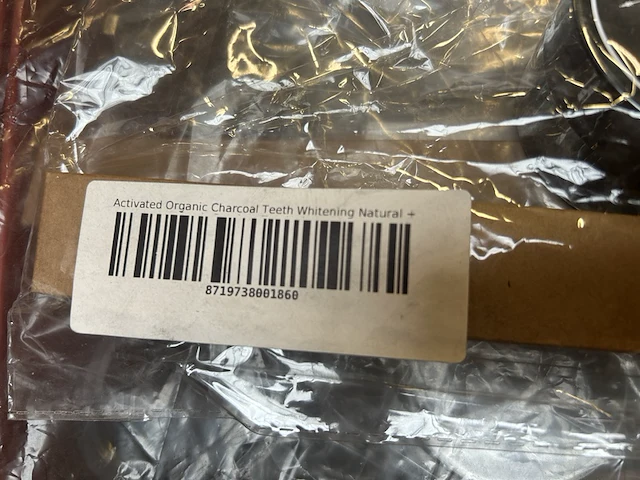 Activated Organic Charcoal Teeth Whitening Natural +
8719738001860